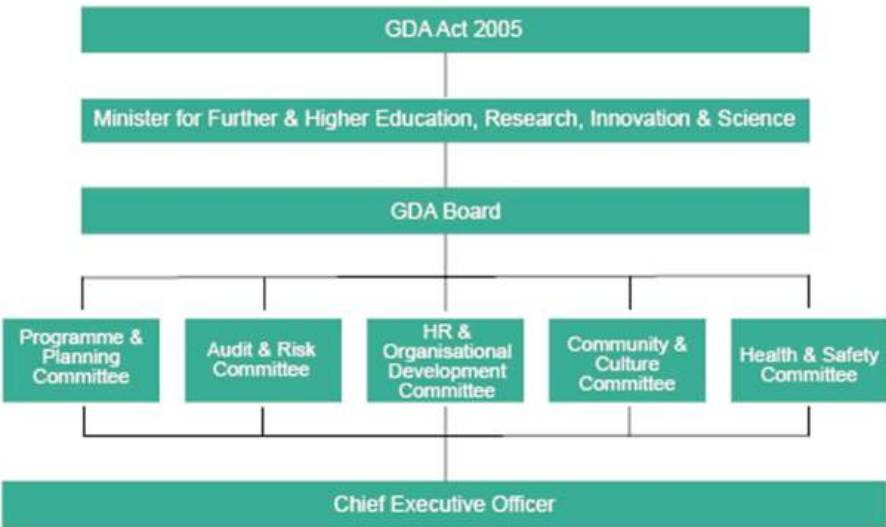 GDA Act 2005
Minister for Further & Higher Education, Research, Innovation & Science
GDA Board
Programme &
Planning
Committee
Audit & Risk
Committee
HR &
Organisational
Development
Committee
Community &
Culture
Committee
Health & Safety
Committee
Chief Executive Officer